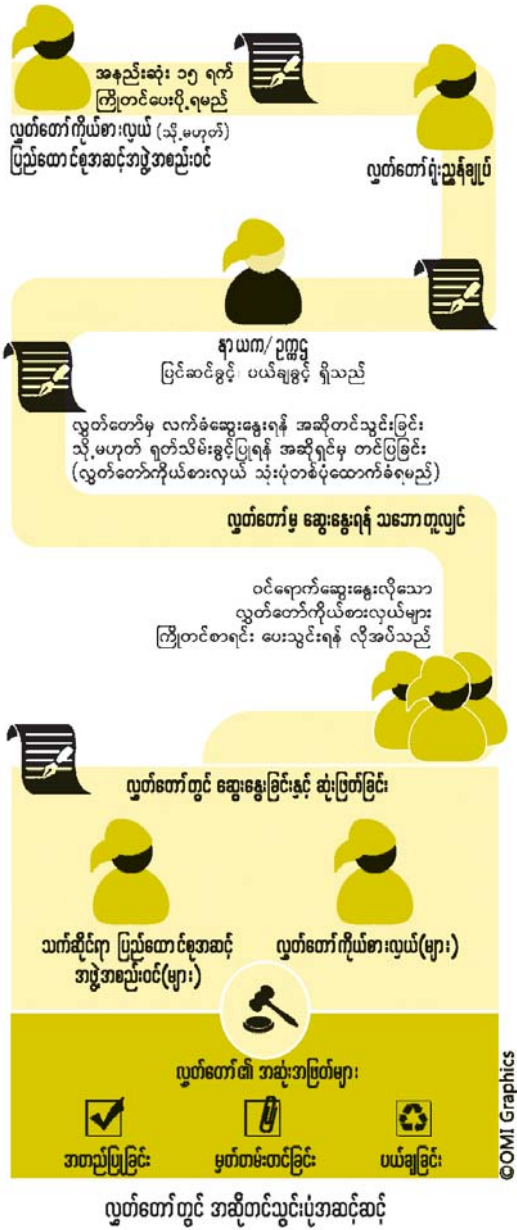 အနည်းဆုံး ၁၅ ရက်
ကြိုတင်ပေးပို့ရမည်
လွှတ်တော်ကိုယ်စားလှယ် (သို့မဟုတ်)
ပြည်ထောင်စုအဆင့်အဖွဲ့အစည်းဝင်
လွှတ်တော်ရုံးညွှန်ချုပ်
နာယက/ဥက္ကဋ္ဌ
ပြင်ဆင်ခွင့်၊ ပယ်ချခွင့် ရှိသည်
လွှတ်တော်မှ လက်ခံဆွေးနွေးရန် အဆိုတင်သွင်းခြင်း
သို့မဟုတ် ရုတ်သိမ်းခွင့်ပြုရန် အဆိုရှင်မှ တင်ပြခြင်း
(လွှတ်တော်ကိုယ်စားလှယ် သုံးပုံတစ်ပုံထောက်ခံရမည်)
လွှတ်တော်မှ ဆွေးနွေးရန် သဘောတူလျှင်
ဝင်ရောက်ဆွေးနွေးလိုသော
လွှတ်တော်ကိုယ်စားလှယ်များ
ကြိုတင်စာရင်း ပေးသွင်းရန် လိုအပ်သည်
လွှတ်တော်တွင် ဆွေးနွေးခြင်းနှင့် ဆုံးဖြတ်ခြင်း
သက်ဆိုင်ရာ ပြည်ထောင်စုအဆင့်
အဖွဲ့အစည်းဝင်(များ)
လွှတ်တော်ကိုယ်စားလှယ်(များ)
လွှတ်တော်၏ အဆုံးအဖြတ်များ
အတည်ပြုခြင်း
မှတ်တမ်းတင်ခြင်း
ပယ်ချခြင်း
©OMI Graphics
လွှတ်တော်တွင် အဆိုတင်သွင်းပုံအဆင့်ဆင့်